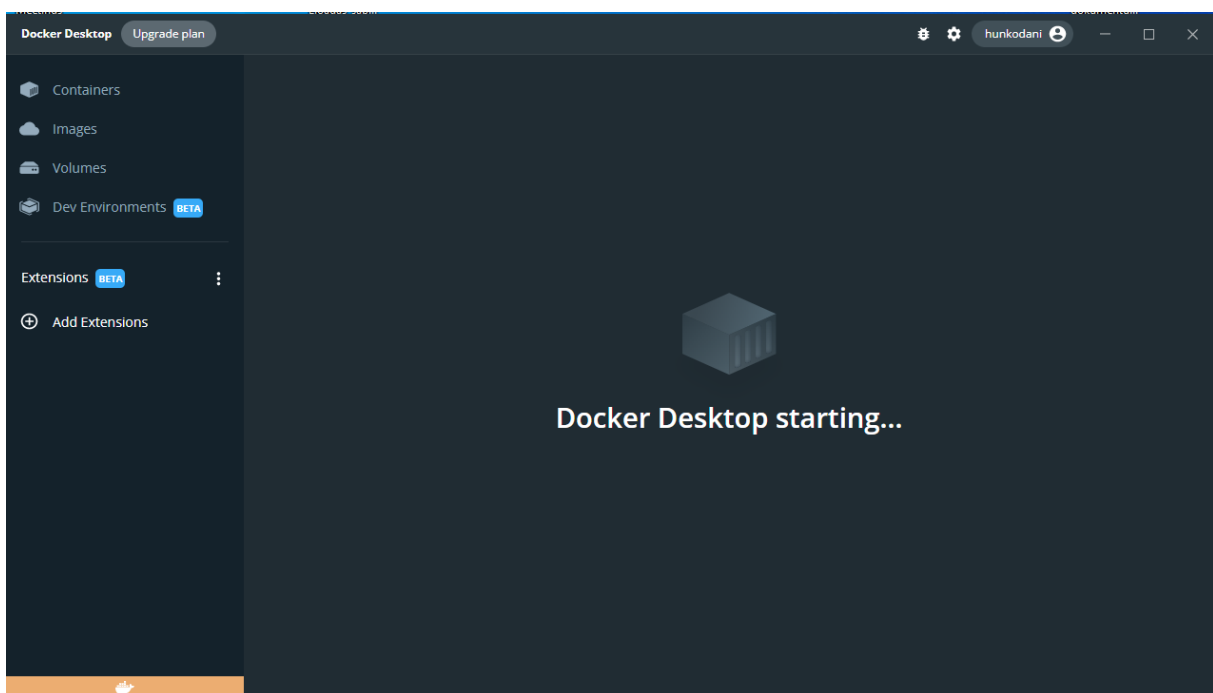 Docker Desktop Upgrade plan hunkodani
Containers
Images
Volumes
Dev Environments BETA
Extensions BETA
Add Extensions
Docker Desktop starting...